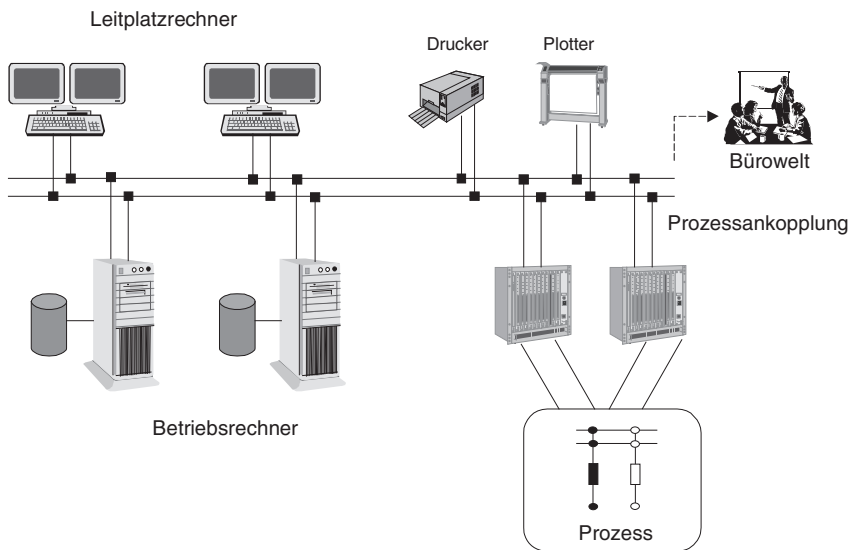 Leitplatzrechner
Drucker
Plotter
Bürowelt
Prozessankopplung
Betriebsrechner
Prozess